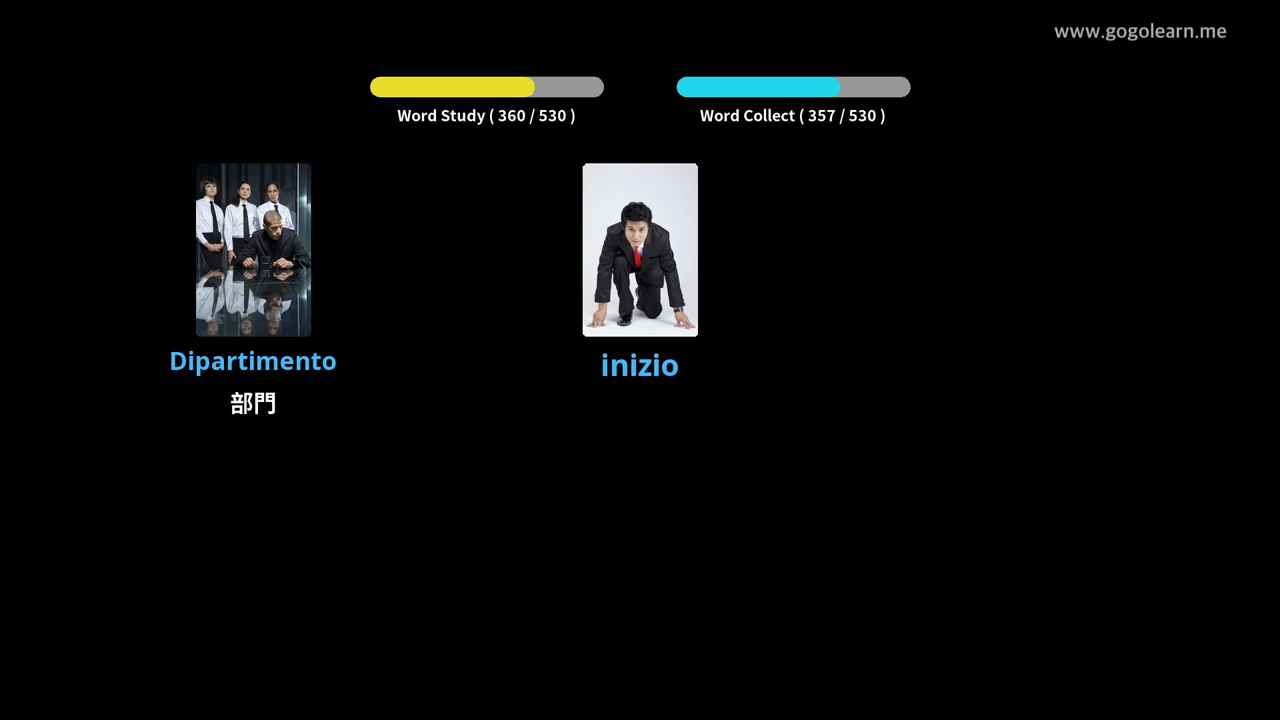 www.gogolearn.me
Word Study ( 360 / 530 )
Word Collect ( 357 / 530 )
Dipartimento
部門
inizio